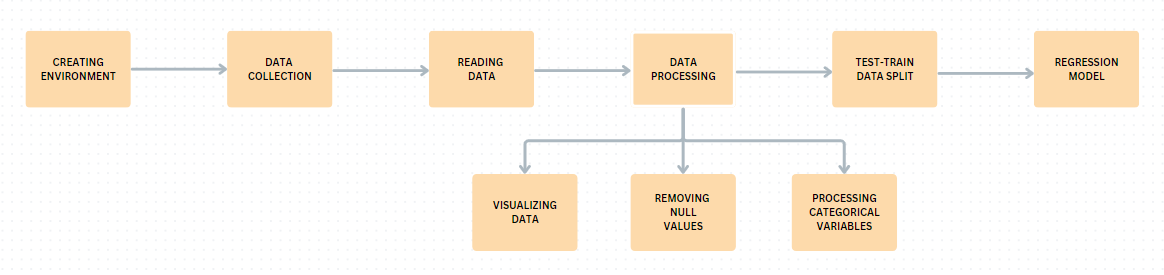 CREATING
ENVIRONMENT
DATA
COLLECTION
READING
DATA
DATA
PROCESSING
TEST-TRAIN
DATA SPLIT
REGRESSION
MODEL
VISUALIZING
DATA
REMOVING
NULL
VALUES
PROCESSING
CATEGORICAL
VARIABLES